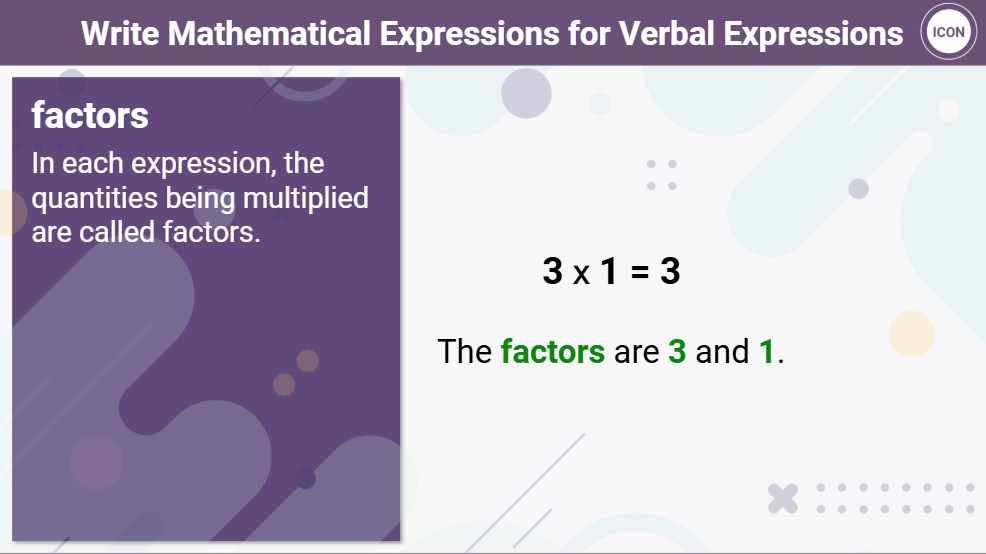 Write Mathematical Expressions for Verbal Expressions
ICON
factors
In each expression, the
quantities being multiplied
are called factors.
3 x 1 = 3
The factors are 3 and 1.